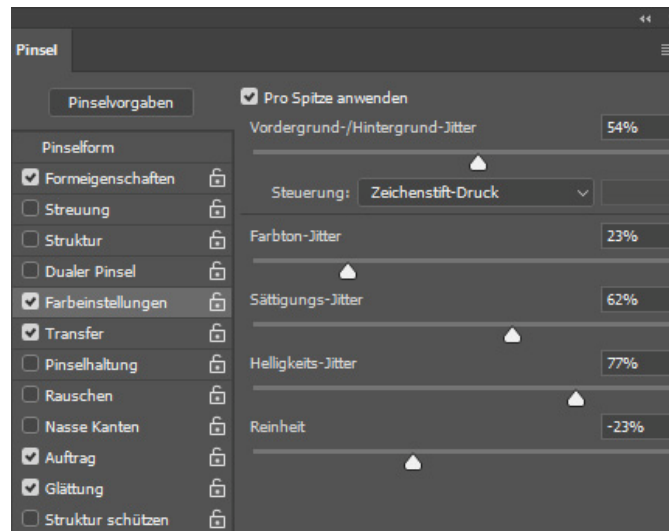 Pinsel
Pinselvorgaben
Pinselform
Formeigenschaften
Streuung
Struktur
Dualer Pinsel
Farbeinstellungen
Transfer
Pinselhaltung
Rauschen
Nasse Kanten
Auftrag
Glättung
Struktur schützen
Pro Spitze anwenden
Vordergrund-/Hintergrund-Jitter 54%
Steuerung: Zeichenstift-Druck
Farbton-Jitter 23%
Sättigungs-Jitter 62%
Helligkeits-Jitter 77%
Reinheit -23%